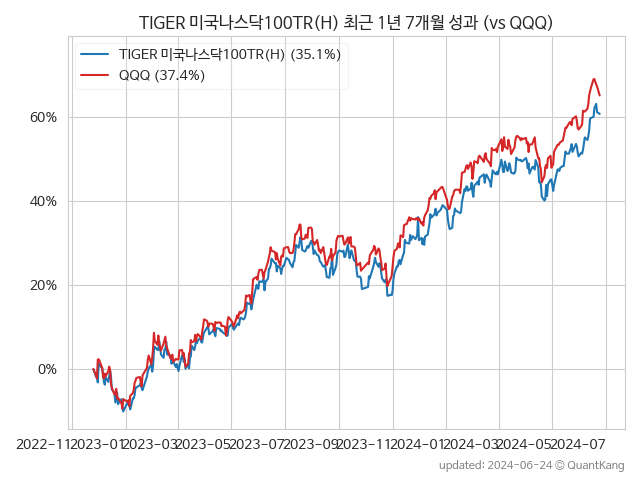 TIGER 미국나스닥100TR(H) 최근 1년 7개월 성과 (vs QQQ)
TIGER 미국나스닥100TR(H) (35.1%)
QQQ (37.4%)
60%
40%
20%
0%
2022-11 2023-01 2023-03 2023-05 2023-07 2023-09 2023-11 2024-01 2024-03 2024-05 2024-07
updated: 2024-06-24 © QuantKang